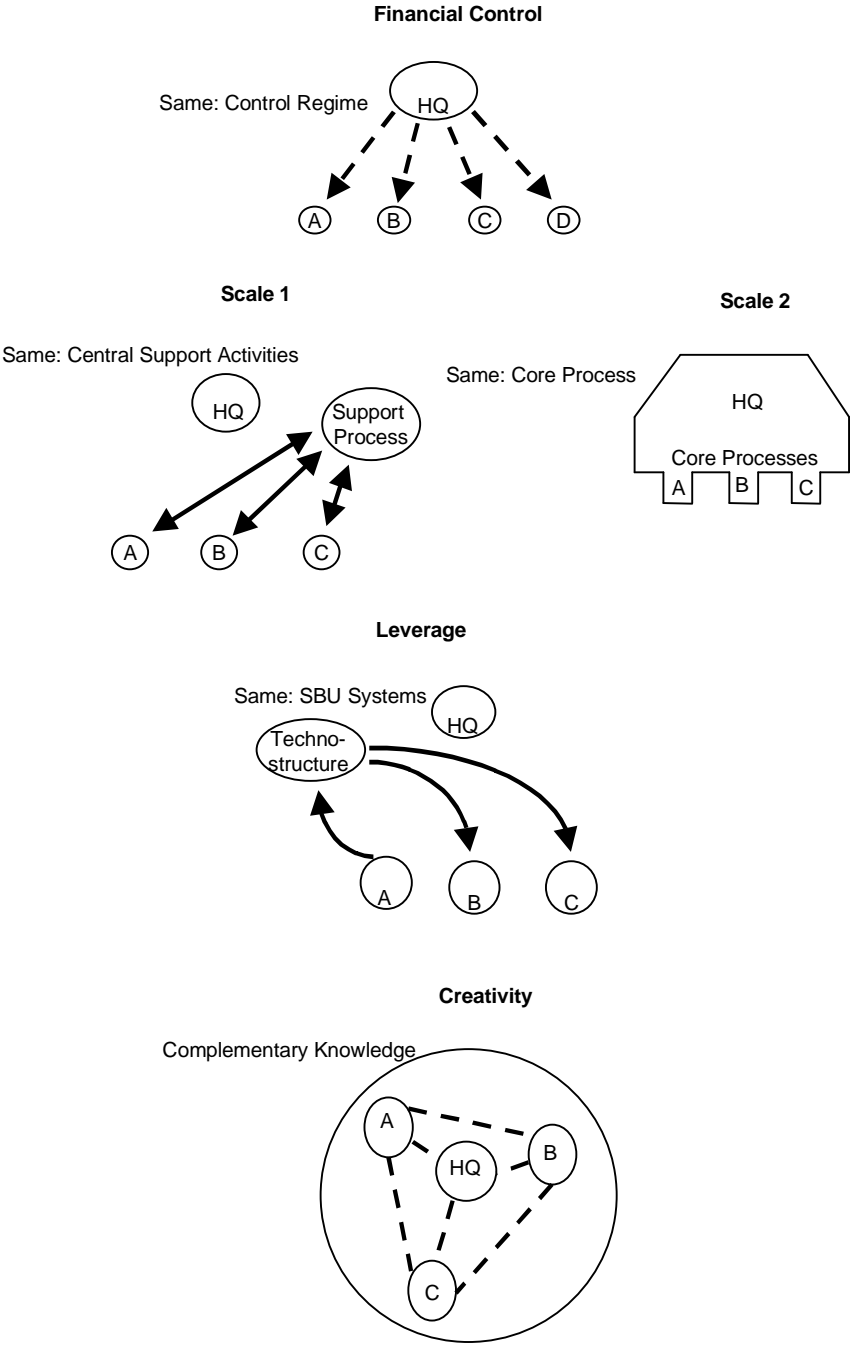 Financial Control
Same: Control Regime
HQ
A
B
C
D
Scale 1
Same: Central Support Activities
HQ
Support
Process
A
B
C
Scale 2
Same: Core Process
HQ
Core Processes
A
B
C
Leverage
Same: SBU Systems
HQ
Techno-
structure
A
B
C
Creativity
Complementary Knowledge
A
B
HQ
C